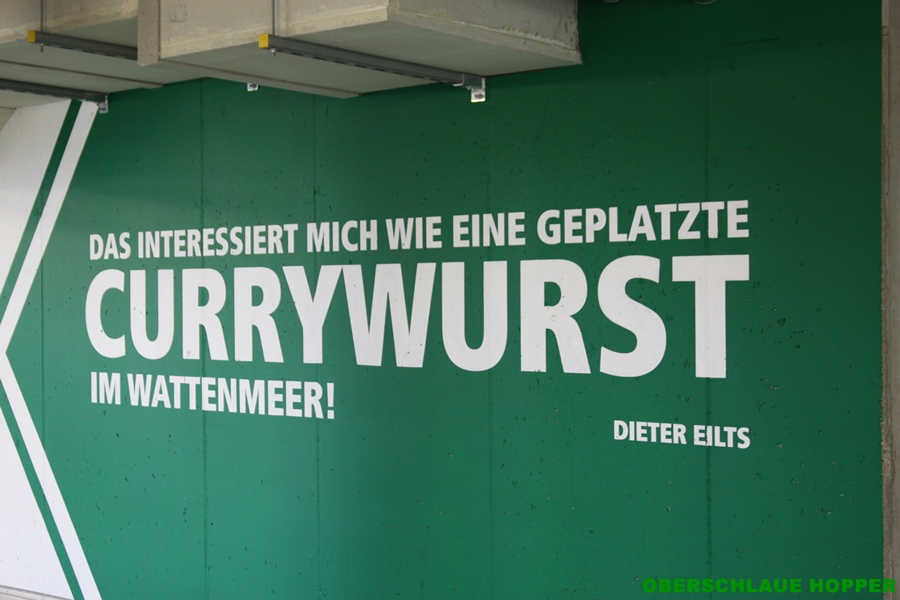 DAS INTERESSIERT MICH WIE EINE GEPLATZTE
CURRYWURST
IM WATTENMEER!
DIETER EILTS
OBERSCHLAUE HOPPER